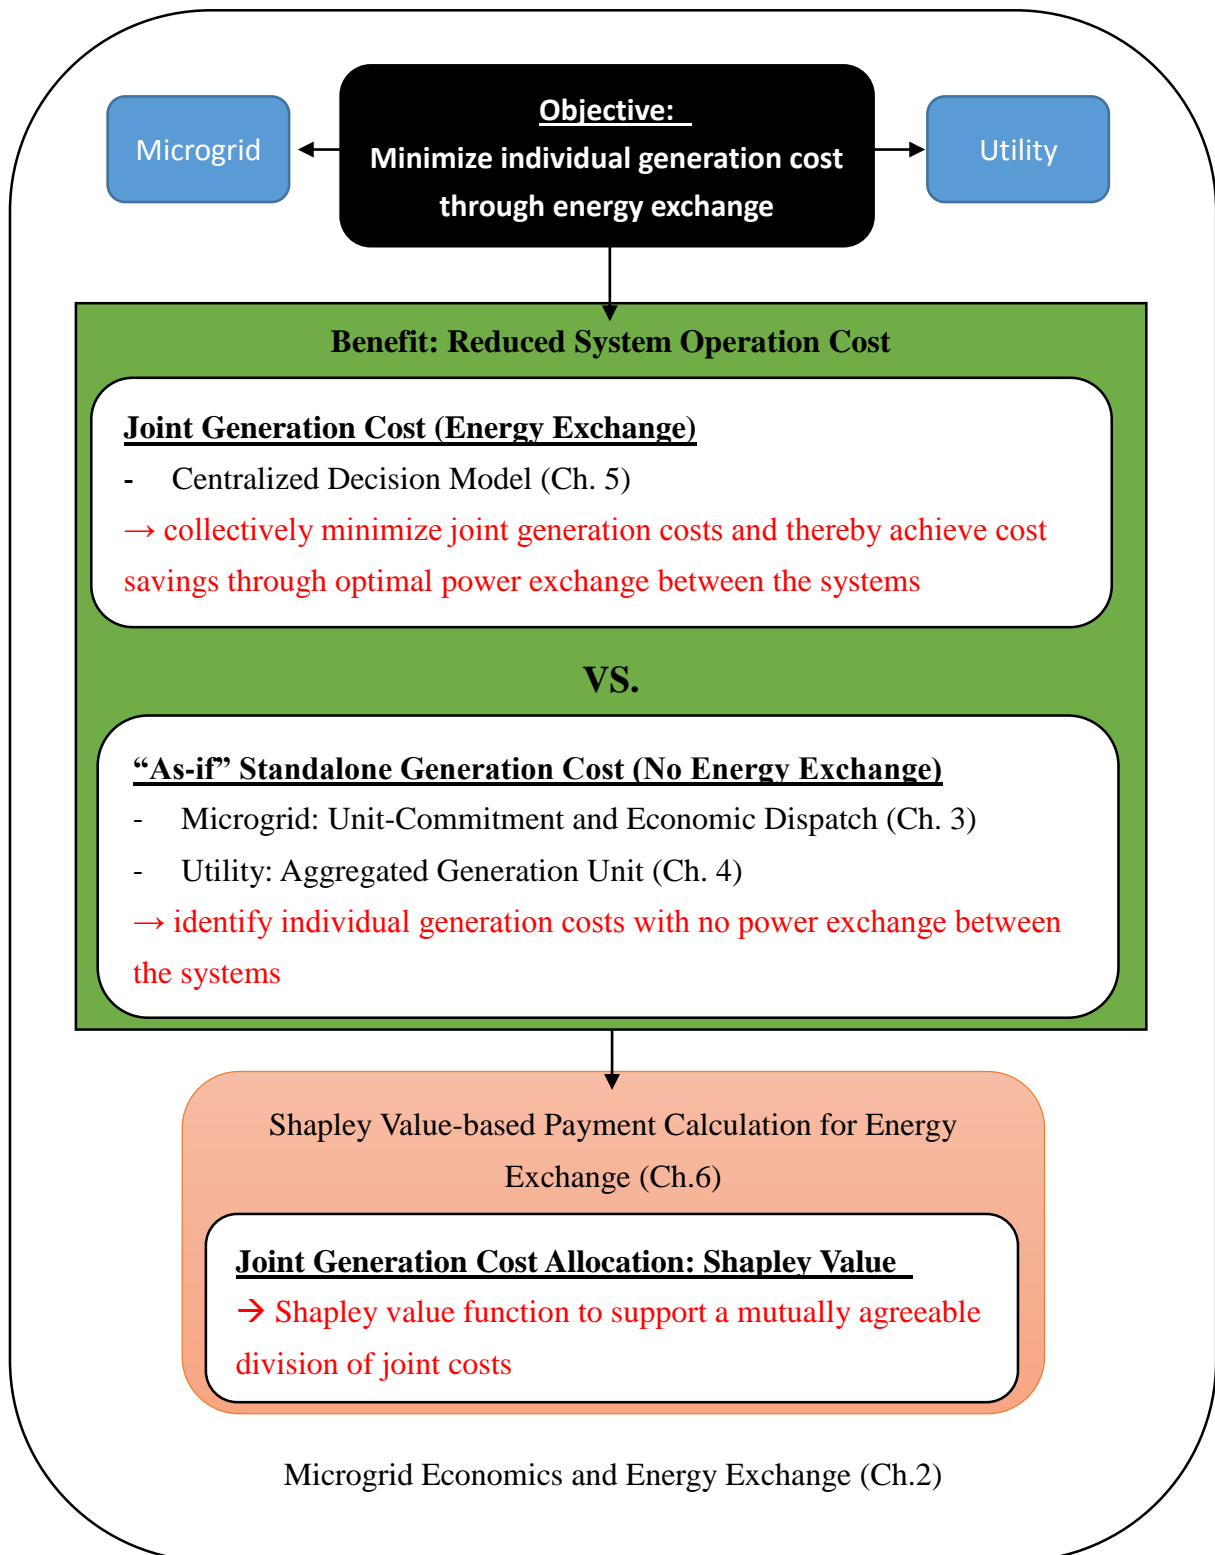 Objective:
Microgrid
Minimize individual generation cost
through energy exchange
Utility
Benefit: Reduced System Operation Cost
Joint Generation Cost (Energy Exchange)
- Centralized Decision Model (Ch. 5)
→ collectively minimize joint generation costs and thereby achieve cost
savings through optimal power exchange between the systems
VS.
“As-if” Standalone Generation Cost (No Energy Exchange)
- Microgrid: Unit-Commitment and Economic Dispatch (Ch. 3)
- Utility: Aggregated Generation Unit (Ch. 4)
→ identify individual generation costs with no power exchange between
the systems
Shapley Value-based Payment Calculation for Energy
Exchange (Ch.6)
Joint Generation Cost Allocation: Shapley Value
→ Shapley value function to support a mutually agreeable
division of joint costs
Microgrid Economics and Energy Exchange (Ch.2)